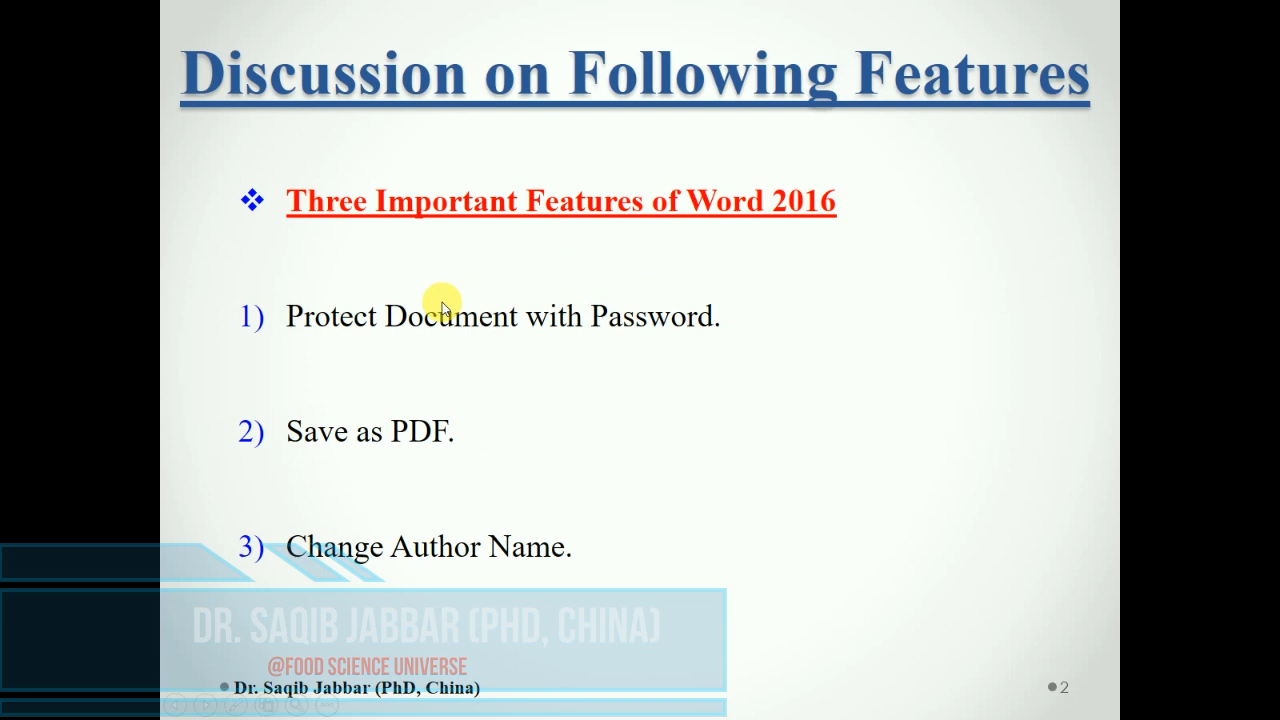 Discussion on Following Features
Three Important Features of Word 2016
1) Protect Document with Password.
2) Save as PDF.
3) Change Author Name.
DR. SAQIB JABBAR (PHD, CHINA)
@FOOD SCIENCE UNIVERSE
Dr. Saqib Jabbar (PhD, China)
2